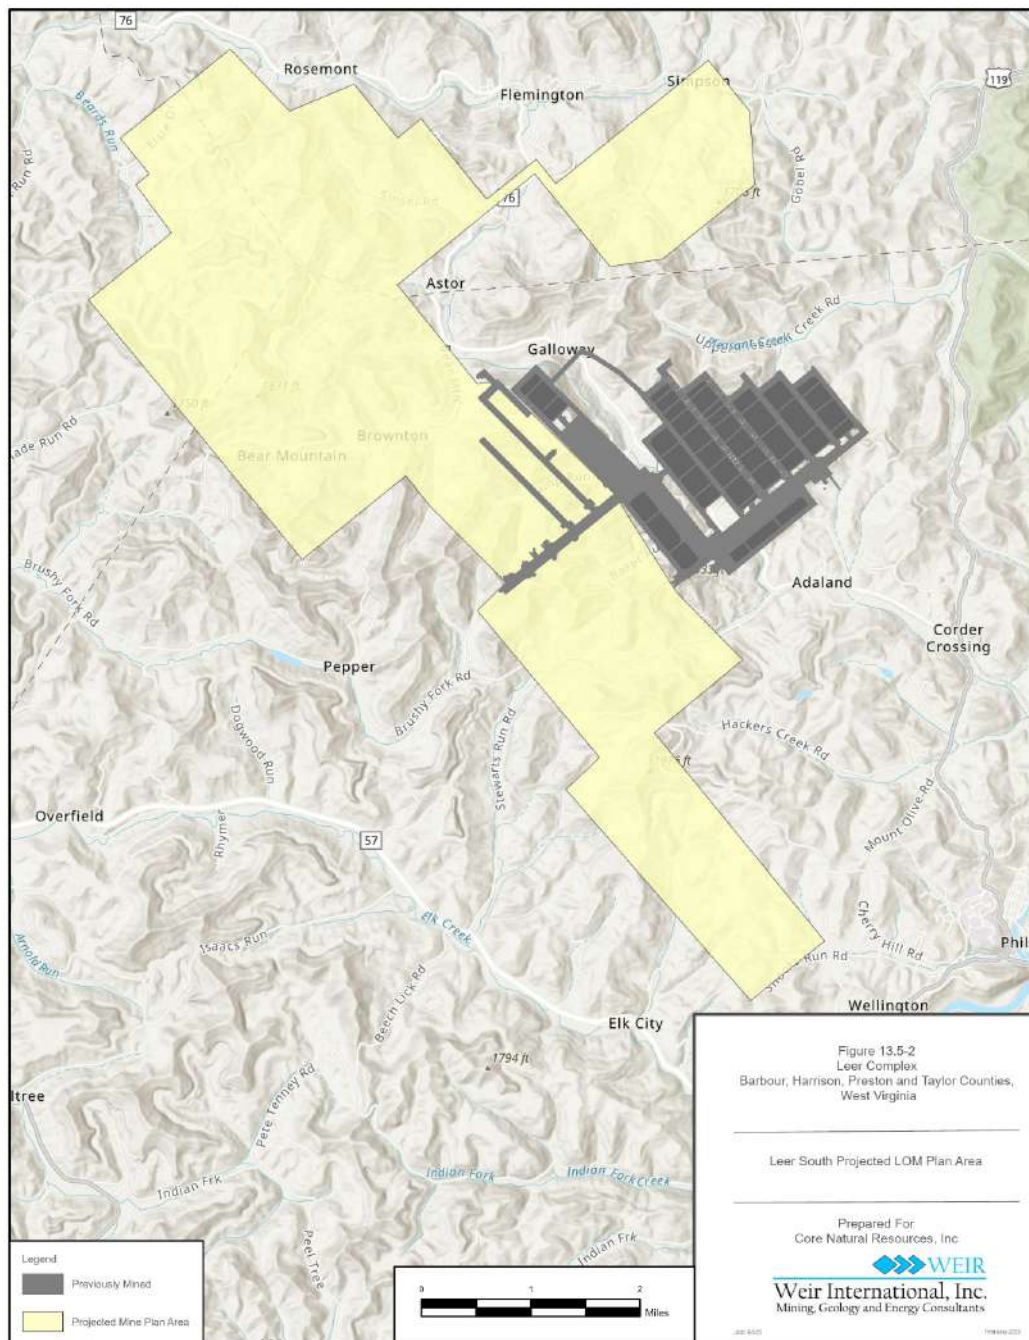 76
Rosemont
Simpson
119
Flemington
Beards Run
Gobel Rd
Run Rd
76
Astor
Galloway
Pleasant Creek
Creek Rd
1750 ft
Brownton
ade Run Rd
Bear Mountain
Brushy Fork Rd
Adaland
Corder
Crossing
Pepper
Brushy Fork Rd
Dogwood Run
Stewarts Run Rd
Hackers Creek Rd
Mount Olive Rd
Overfield
Rhymer
57
Cherry Hill Rd
Elk Creek
Isaacs Run
Arnold Run
Phil
Run Rd
Beech Lick Rd
Wellington
Elk City
1794 ft
ltree
Pete Tenney Rd
Indian Fork
Indian Fork Creek
Indian Frk
Peel Tree
Indian Frk
Figure 13.5-2
Leer Complex
Barbour, Harrison, Preston and Taylor Counties,
West Virginia
Leer South Projected LOM Plan Area
Prepared For
Core Natural Resources, Inc
WEIR
Weir International, Inc.
Mining, Geology and Energy Consultants
Legend
Previously Mined
Projected Mine Plan Area
0 1 2
Miles